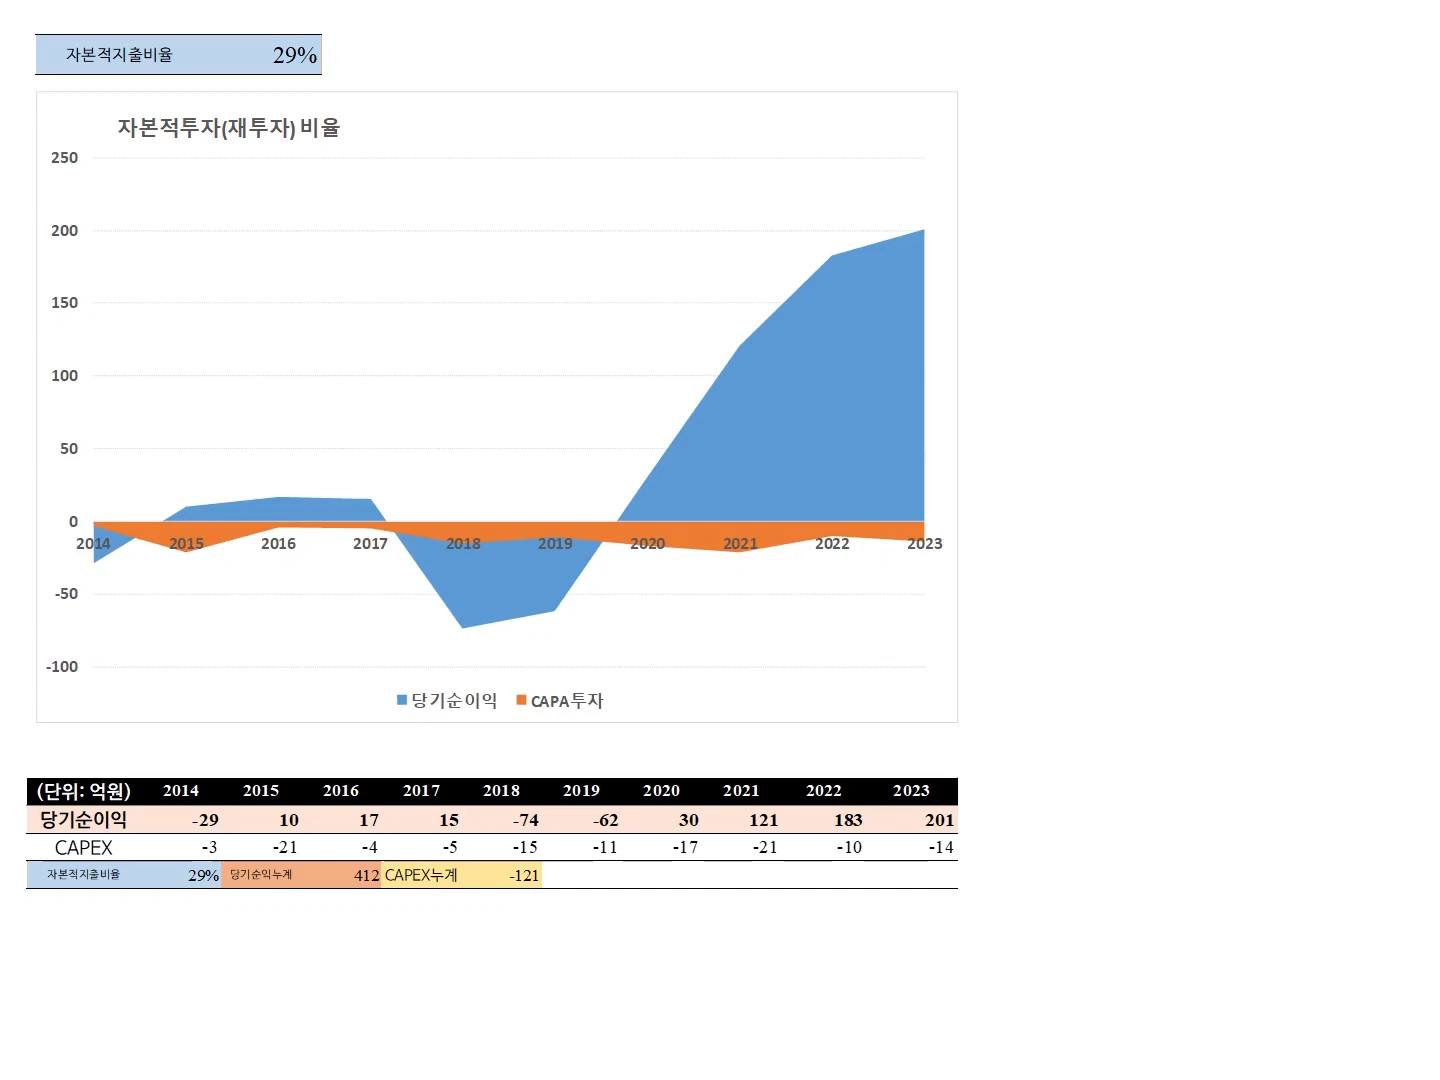 자본적지출비율 29%
자본적투자(재투자) 비율
250
200
150
100
50
0
2014 2015 2016 2017 2018 2019 2020 2021 2022 2023
-50
-100
당기순이익 CAPA투자
(단위: 억원) 2014 2015 2016 2017 2018 2019 2020 2021 2022 2023
당기순이익 -29 10 17 15 -74 -62 30 121 183 201
CAPEX -3 -21 -4 -5 -15 -11 -17 -21 -10 -14
자본적지출비율 29% 당기순익누계 412 CAPEX누계 -121